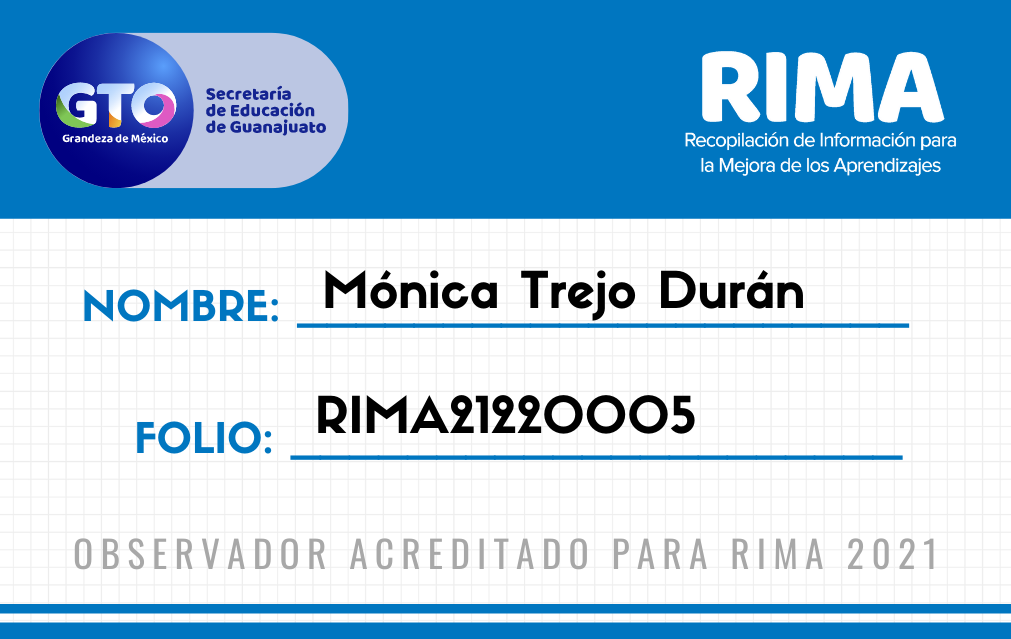 GTO
Grandeza de México
Secretaría
de Educación
de Guanajuato
RIMA
Recopilación de Información para
la Mejora de los Aprendizajes
NOMBRE: Mónica Trejo Durán
FOLIO: RIMA21220005
OBSERVADOR ACREDITADO PARA RIMA 2021